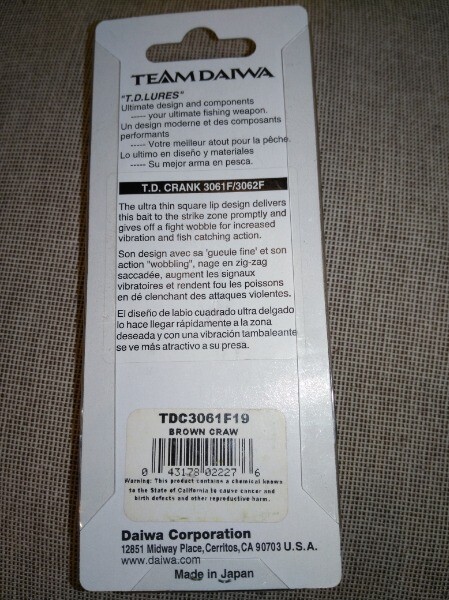 TEAMDAIWA
"T.D.LURES"
Ultimate design and components
----- your ultimate fishing weapon.
Un design moderne et des composants
performants
----- Votre meilleur atout pour la pêche.
Lo ultimo en diseño y materiales
----- Su mejor arma en pesca.
T.D. CRANK 3061F/3062F
The ultra thin square lip design delivers
this bait to the strike zone promptly and
gives off a fight wobble for increased
vibration and fish catching action.
Son design avec sa 'gueule fine' et son
action "wobbling", nage en zig-zag
saccadée, augment les signaux
vibratoires et rendent fou les poissons
en dé clenchant des attaques violentes.
El diseño de labio cuadrado ultra delgado
lo hace llegar rápidamente a la zona
deseada y con una vibración tambaleante
se ve más atractivo a su presa.
TDC3061F19
BROWN CRAW
0 43178 02227 6
Warning: This product contains a chemical known
to the State of California to cause cancer and
birth defects and other reproductive harm.
Daiwa Corporation
12851 Midway Place, Cerritos, CA 90703 U.S.A.
www.daiwa.com
Made in Japan